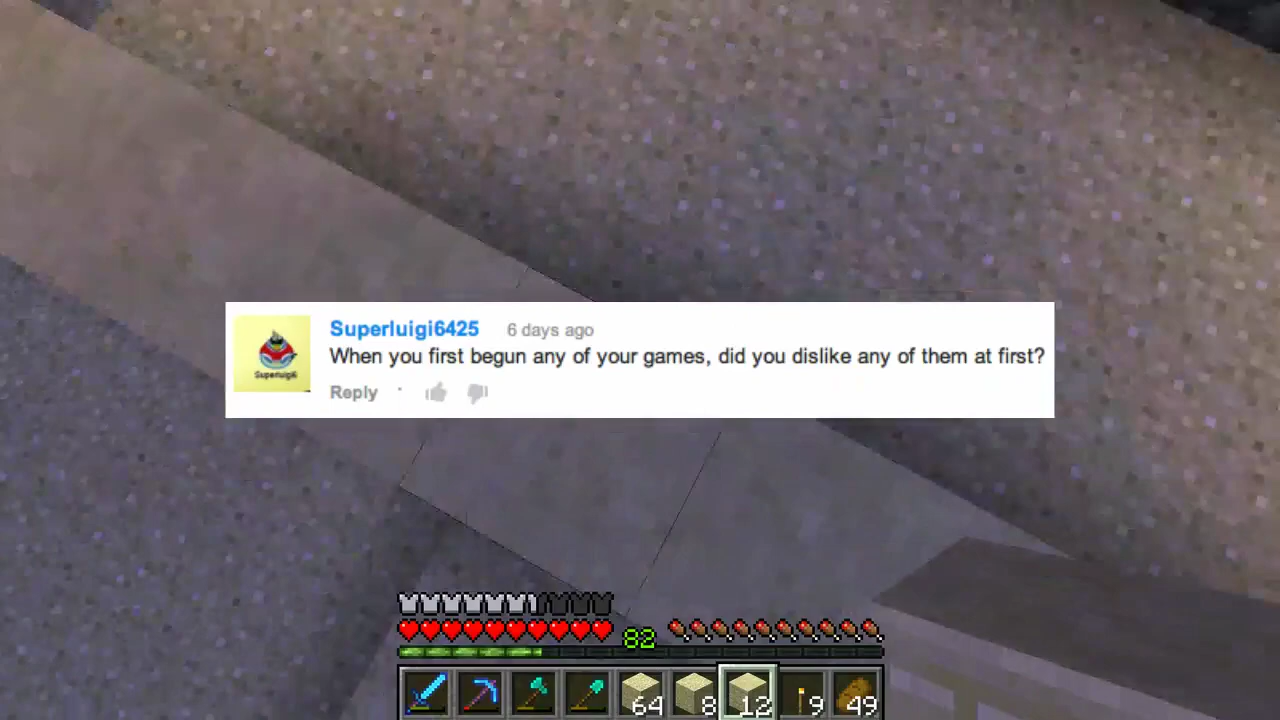 Superluigi6425 6 days ago
When you first begun any of your games, did you dislike any of them at first?
Superluigi6
Reply ·
82
64 8 12 9 49